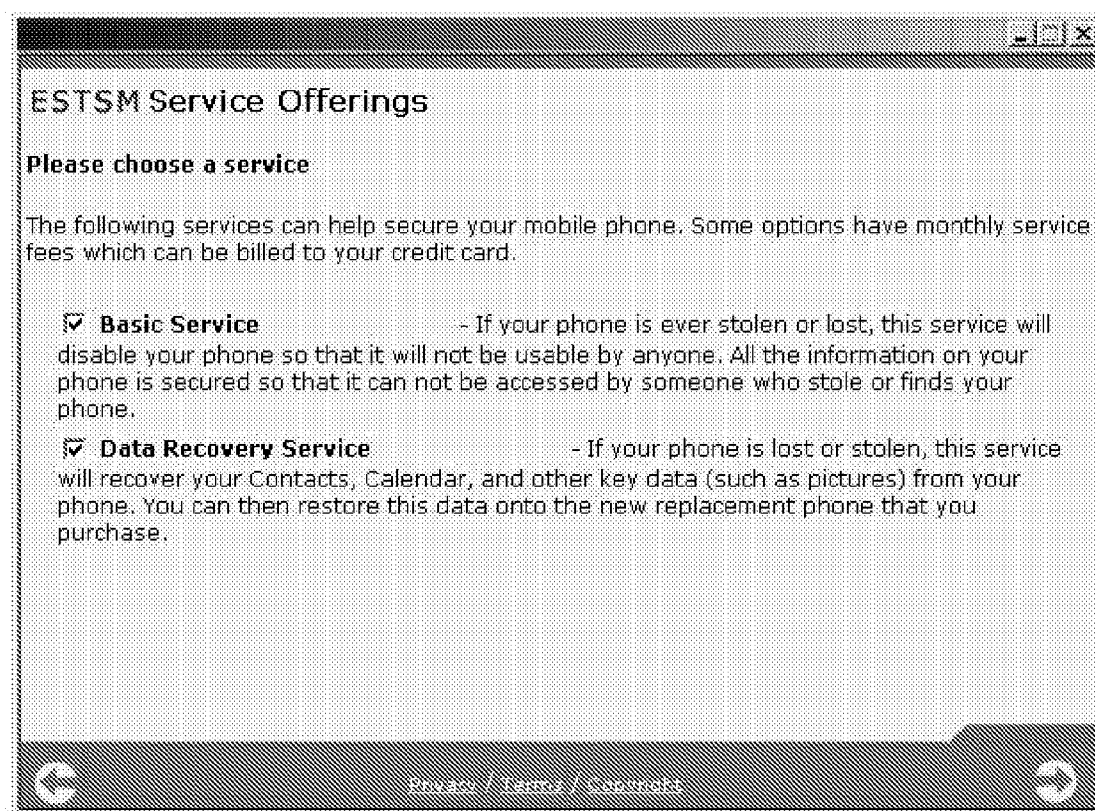 ESTSM Service Offerings
Please choose a service
The following services can help secure your mobile phone. Some options have monthly service
fees which can be billed to your credit card.
Basic Service - If your phone is ever stolen or lost, this service will
disable your phone so that it will not be usable by anyone. All the information on your
phone is secured so that it can not be accessed by someone who stole or finds your
phone.
Data Recovery Service - If your phone is lost or stolen, this service
will recover your Contacts, Calendar, and other key data (such as pictures) from your
phone. You can then restore this data onto the new replacement phone that you
purchase.
Privacy / Terms / Copyright